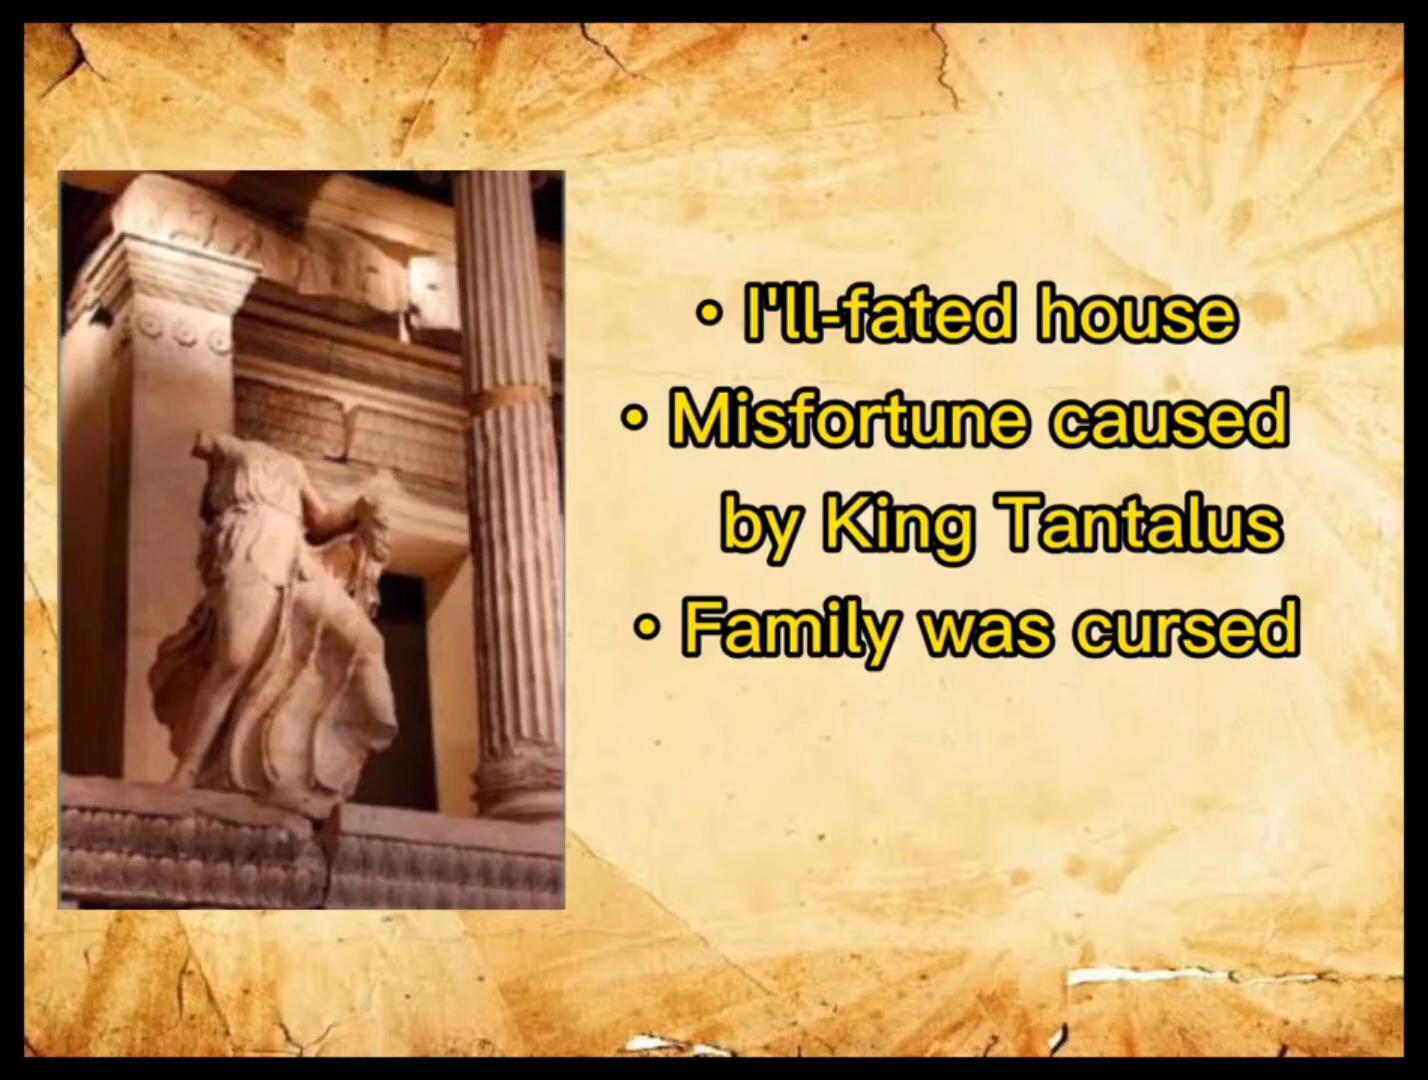 • I'll-fated house
• Misfortune caused
by King Tantalus
• Family was cursed